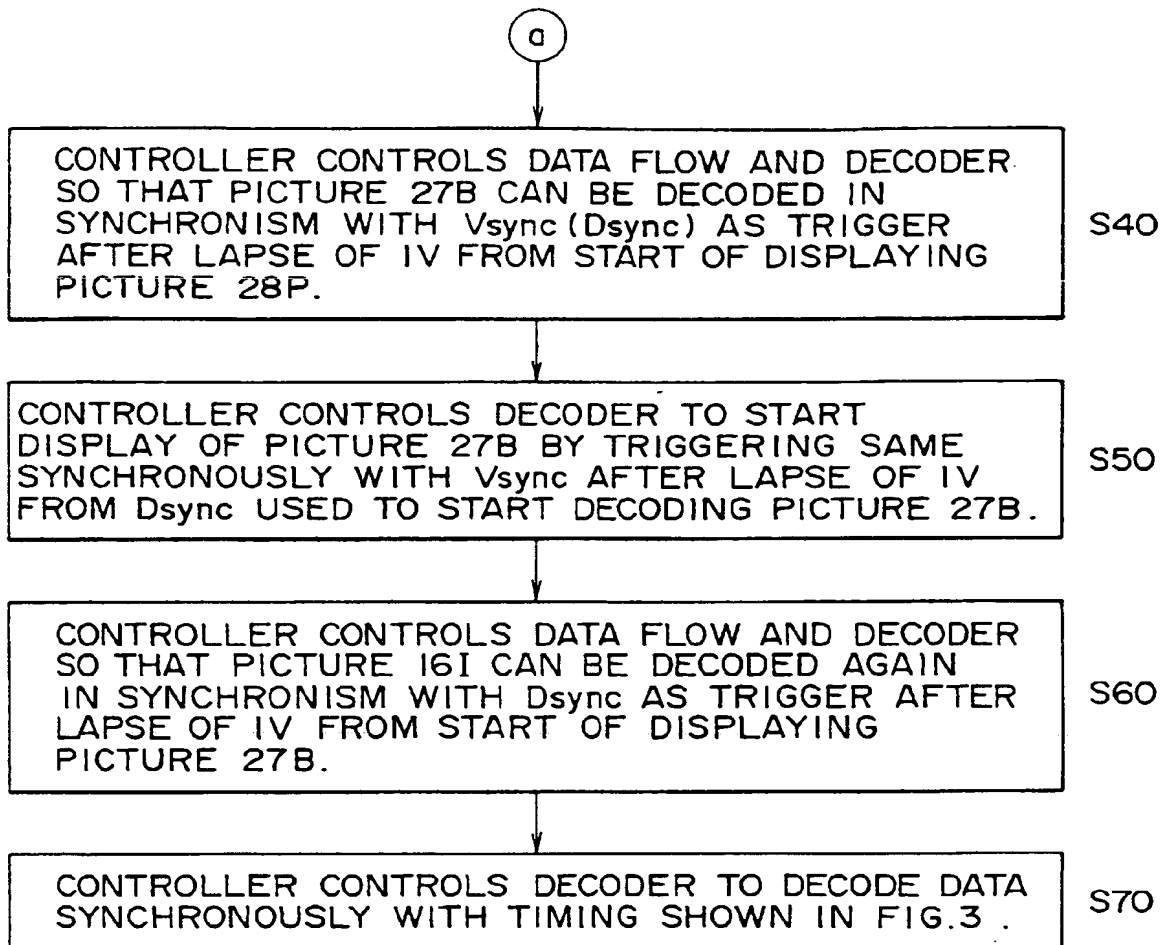 a
CONTROLLER CONTROLS DATA FLOW AND DECODER
SO THAT PICTURE 27B CAN BE DECODED IN
SYNCHRONISM WITH Vsync (Dsync) AS TRIGGER
AFTER LAPSE OF 1V FROM START OF DISPLAYING
PICTURE 28P.
S40
CONTROLLER CONTROLS DECODER TO START
DISPLAY OF PICTURE 27B BY TRIGGERING SAME
SYNCHRONOUSLY WITH Vsync AFTER LAPSE OF 1V
FROM Dsync USED TO START DECODING PICTURE 27B.
S50
CONTROLLER CONTROLS DATA FLOW AND DECODER
SO THAT PICTURE 16I CAN BE DECODED AGAIN
IN SYNCHRONISM WITH Dsync AS TRIGGER AFTER
LAPSE OF 1V FROM START OF DISPLAYING
PICTURE 27B.
S60
CONTROLLER CONTROLS DECODER TO DECODE DATA
SYNCHRONOUSLY WITH TIMING SHOWN IN FIG.3 .
S70